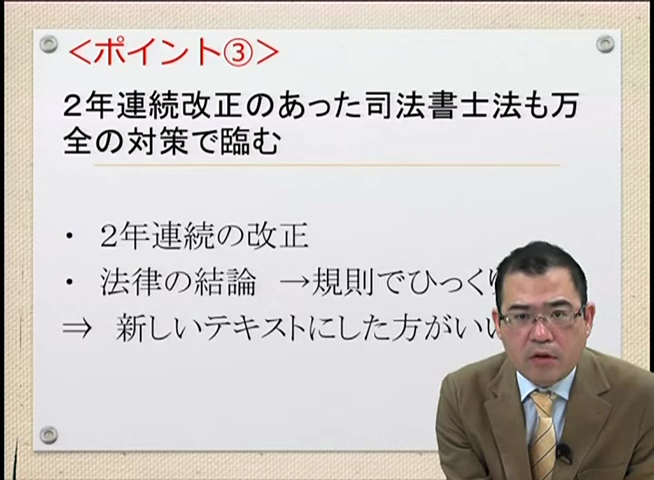 ＜ポイント③＞
２年連続改正のあった司法書士法も万
全の対策で臨む
・ ２年連続の改正
・ 法律の結論 →規則でひっく
⇒ 新しいテキストにした方がい